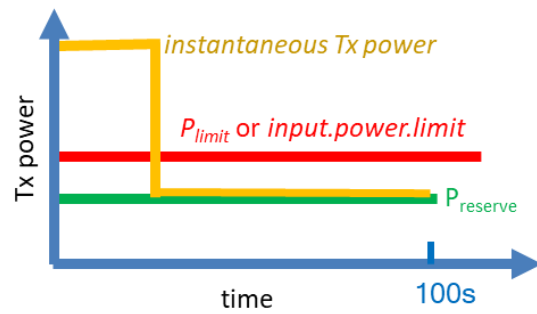 instantaneous Tx power
Tx power
Plimit or input.power.limit
Preserve
time
100s